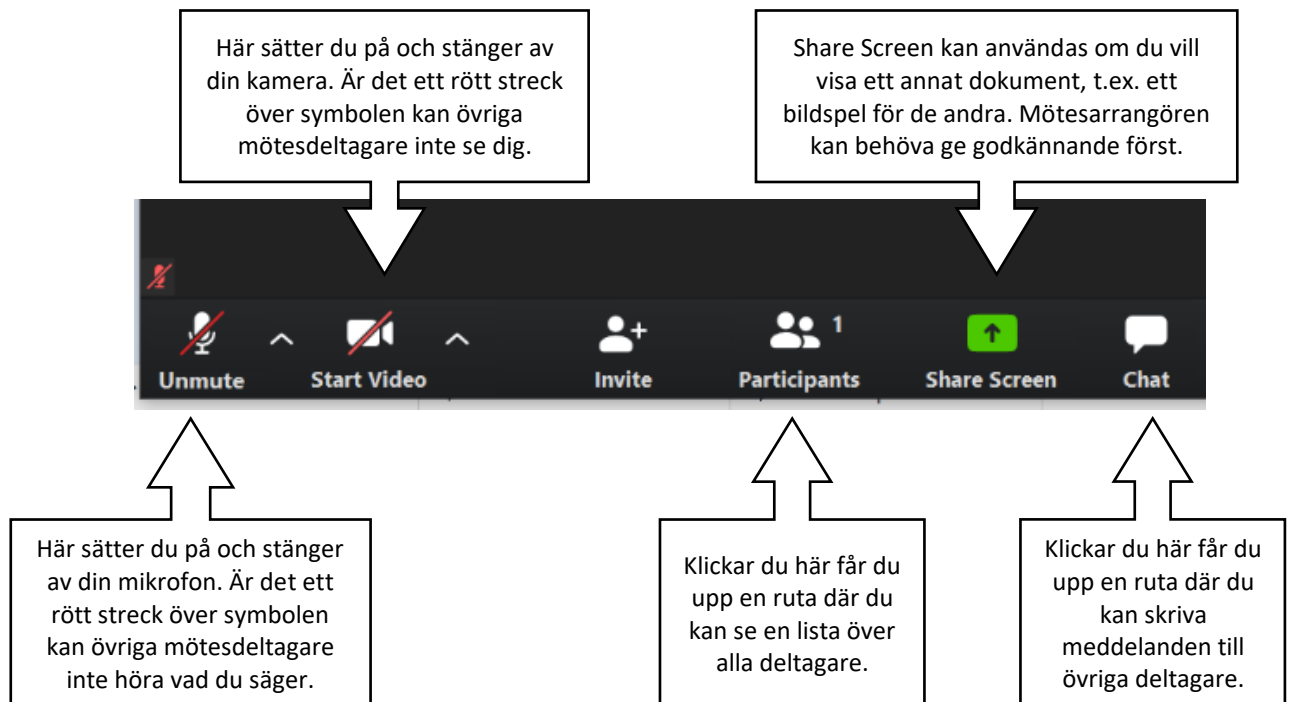 Här sätter du på och stänger av
din kamera. Är det ett rött streck
över symbolen kan övriga
mötesdeltagare inte se dig.
Share Screen kan användas om du vill
visa ett annat dokument, t.ex. ett
bildspel för de andra. Mötesarrangören
kan behöva ge godkännande först.
1
Unmute
Start Video
Invite
Participants
Share Screen
Chat
Här sätter du på och stänger
av din mikrofon. Är det ett
rött streck över symbolen
kan övriga mötesdeltagare
inte höra vad du säger.
Klickar du här får du
upp en ruta där du
kan se en lista över
alla deltagare.
Klickar du här får du
upp en ruta där du
kan skriva
meddelanden till
övriga deltagare.